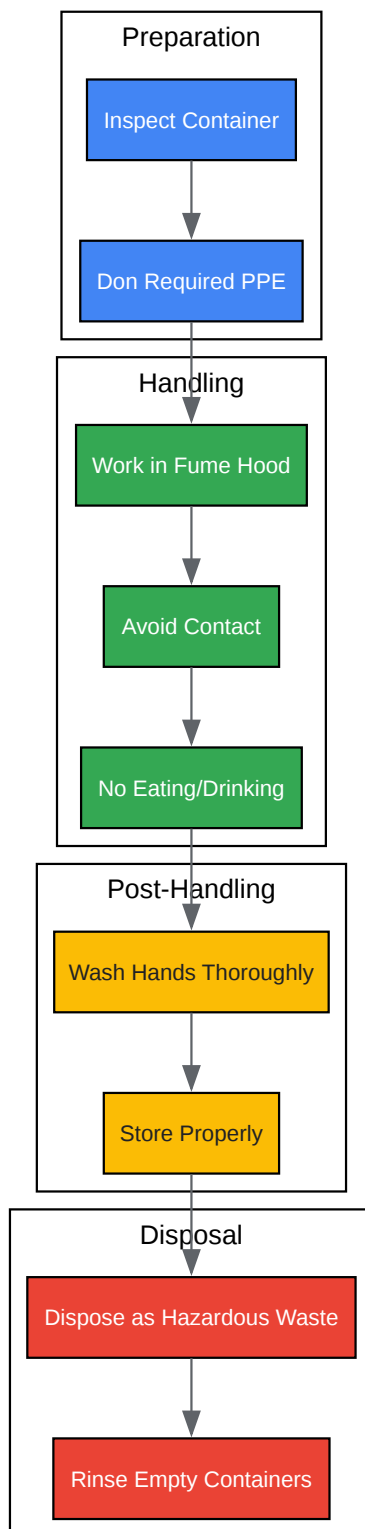 Preparation
Inspect Container
Don Required PPE
Handling
Work in Fume Hood
Avoid Contact
No Eating/Drinking
Post-Handling
Wash Hands Thoroughly
Store Properly
Disposal
Dispose as Hazardous Waste
Rinse Empty Containers